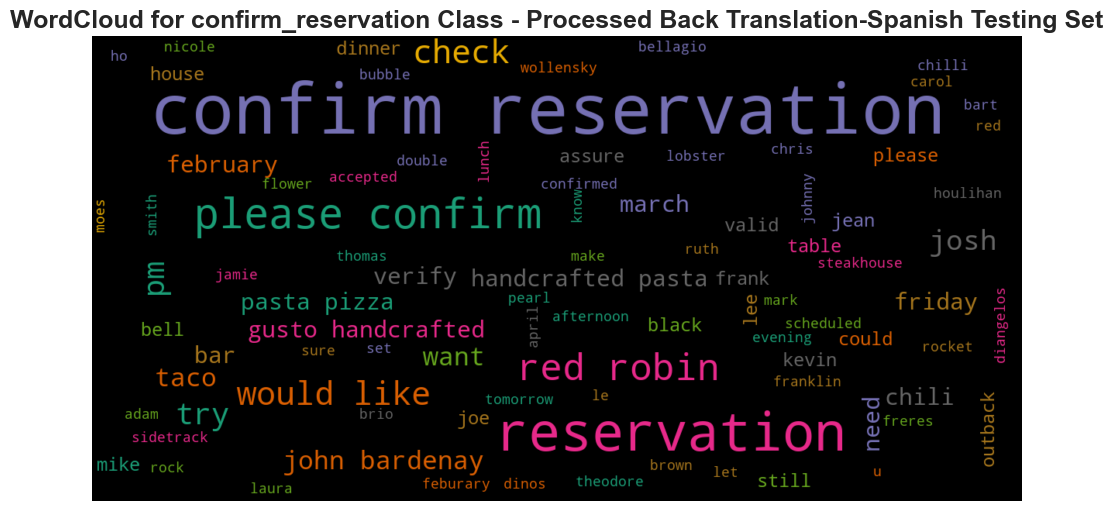 WordCloud for confirm_reservation Class - Processed Back Translation-Spanish Testing Set
ho
nicole
dinner
check
bellagio
house
bubble
wollensky
chilli
carol
confirm reservation
bart
red
february
double
lunch
assure
lobster
chris
please
flower
accepted
confirmed
houlihan
moes
smith
please confirm
know
march
johnny
jean
valid
josh
thomas
make
ruth
table
steakhouse
pm
jamie
verify
handcrafted pasta
frank
pasta pizza
pearl
lee
mark
friday
diangelos
bell
gusto handcrafted
april
afternoon
black
scheduled
evening
could
rocket
bar
sure
set
want
red robin
kevin
taco
would like
franklin
chili
tomorrow
le
adam
try
brio
joe
reservation
need
freres
outback
sidetrack
mike
rock
john bardenay
brown
let
u
still
laura
feburary
dinos
theodore